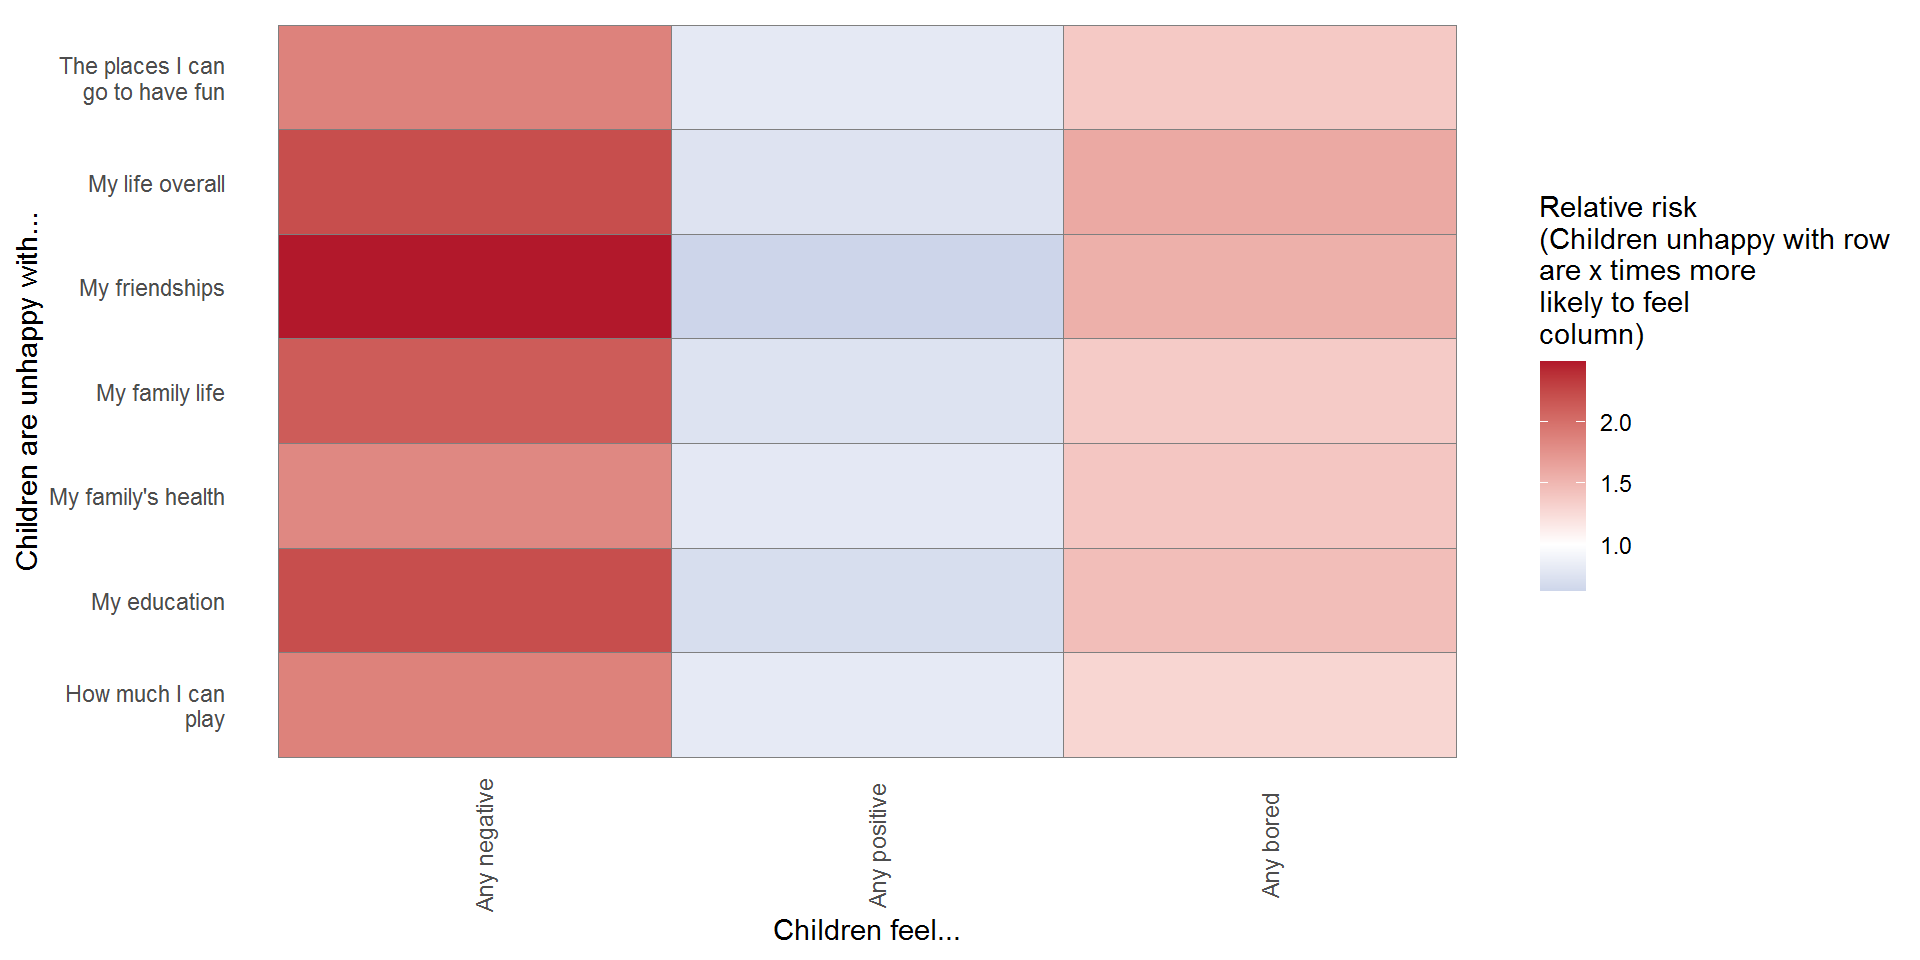 The places I can
go to have fun
My life overall
My friendships
My family life
My family's health
My education
How much I can
play
Children are unhappy with...
Any negative
Any positive
Any bored
Children feel...
Relative risk
(Children unhappy with row
are x times more
likely to feel
column)
2.0
1.5
1.0